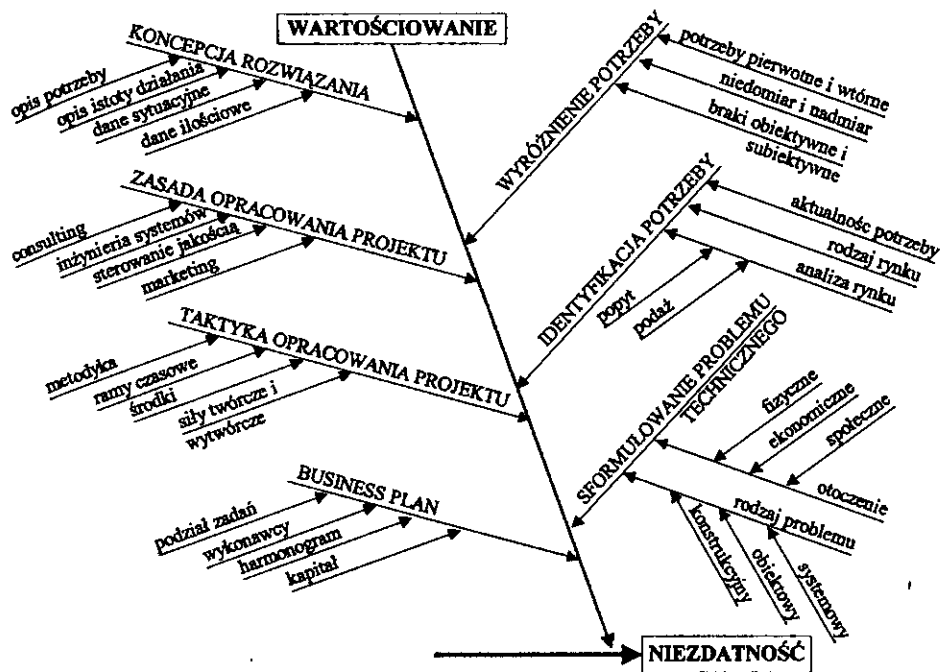 WARTOŚCIOWANIE
KONCEPCJA ROZWIĄZANIA
opis potrzeby
opis istoty działania
dane sytuacyjne
dane ilościowe
ZASADA OPRACOWANIA PROJEKTU
consulting
inżynieria systemów
sterowanie jakością
marketing
TAKTYKA OPRACOWANIA PROJEKTU
metodyka
ramy czasowe
środki
siły twórcze i
wytwórcze
BUSINESS PLAN
podział zadań
wykonawcy
harmonogram
kapitał
WYRÓŻNIENIE POTRZEBY
potrzeby pierwotne i wtórne
niedomiar i nadmiar
braki obiektywne i
subiektywne
IDENTYFIKACJA POTRZEBY
aktualnośc potrzeby
rodzaj rynku
analiza rynku
popyt
podaż
SFORMUŁOWANIE PROBLEMU
TECHNICZNEGO
fizyczne
ekonomiczne
społeczne
otoczenie
rodzaj problemu
konstrukcyjny
obiektowy
systemowy
NIEZDATNOŚĆ